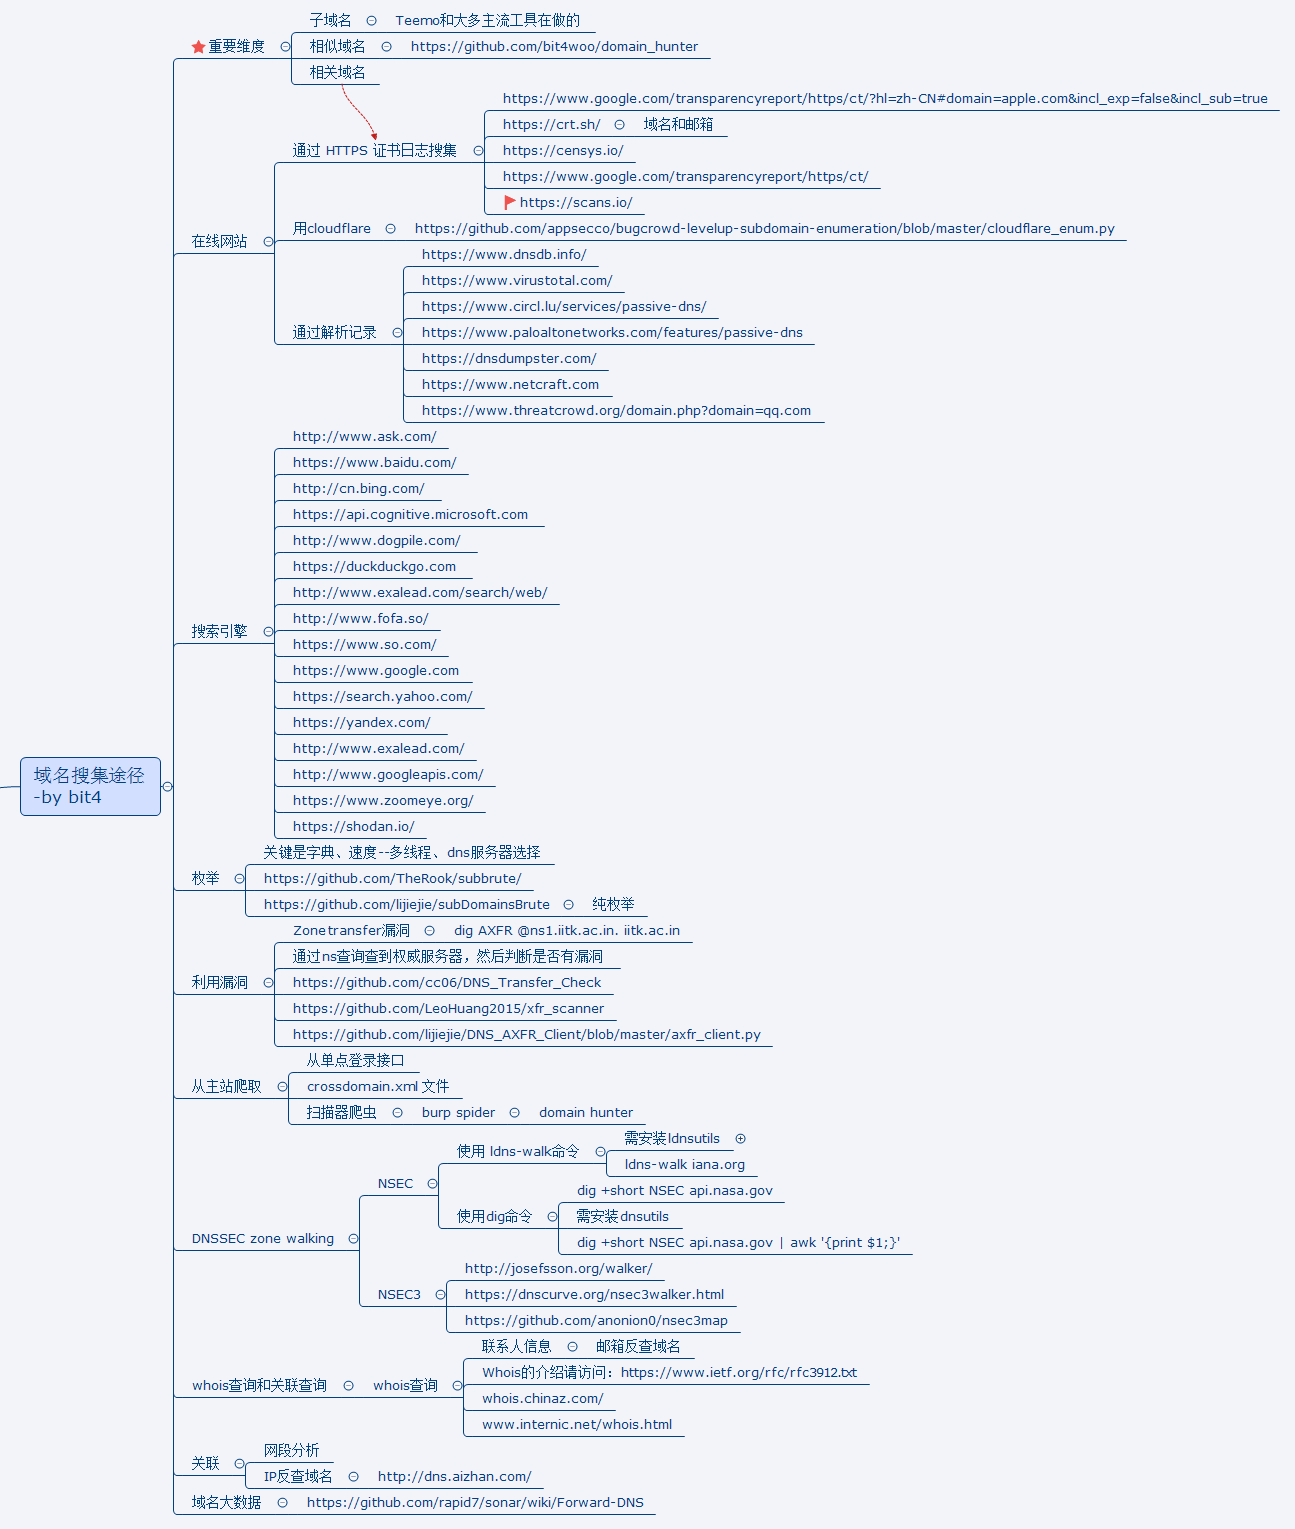 子域名
Teemo和大多主流工具在做的
重要维度
相似域名
https://github.com/bit4woo/domain_hunter
相关域名
https://www.google.com/transparencyreport/https/ct/?hl=zh-CN#domain=apple.com&incl_exp=false&incl_sub=true
https://crt.sh/
域名和邮箱
通过 HTTPS 证书日志搜集
https://censys.io/
https://www.google.com/transparencyreport/https/ct/
https://scans.io/
在线网站
用cloudflare
https://github.com/appsecco/bugcrowd-levelup-subdomain-enumeration/blob/master/cloudflare_enum.py
https://www.dnsdb.info/
https://www.virustotal.com/
https://www.circl.lu/services/passive-dns/
通过解析记录
https://www.paloaltonetworks.com/features/passive-dns
https://dnsdumpster.com/
https://www.netcraft.com
https://www.threatcrowd.org/domain.php?domain=qq.com
http://www.ask.com/
https://www.baidu.com/
http://cn.bing.com/
https://api.cognitive.microsoft.com
http://www.dogpile.com/
https://duckduckgo.com
http://www.exalead.com/search/web/
http://www.fofa.so/
搜索引擎
https://www.so.com/
https://www.google.com
https://search.yahoo.com/
https://yandex.com/
http://www.exalead.com/
http://www.googleapis.com/
https://www.zoomeye.org/
https://shodan.io/
域名搜集途径
-by bit4
关键是字典、速度--多线程、dns服务器选择
枚举
https://github.com/TheRook/subbrute/
https://github.com/lijiejie/subDomainsBrute
纯枚举
Zonetransfer漏洞
dig AXFR @ns1.iitk.ac.in. iitk.ac.in
通过ns查询查到权威服务器，然后判断是否有漏洞
利用漏洞
https://github.com/cc06/DNS_Transfer_Check
https://github.com/LeoHuang2015/xfr_scanner
https://github.com/lijiejie/DNS_AXFR_Client/blob/master/axfr_client.py
从单点登录接口
从主站爬取
crossdomain.xml 文件
扫描器爬虫
burp spider
domain hunter
DNSSEC zone walking
NSEC
使用 ldns-walk命令
需安装ldnsutils
ldns-walk iana.org
使用dig命令
dig +short NSEC api.nasa.gov
需安装dnsutils
dig +short NSEC api.nasa.gov | awk '{print $1;}'
NSEC3
http://josefsson.org/walker/
https://dnscurve.org/nsec3walker.html
https://github.com/anonion0/nsec3map
whois查询和关联查询
whois查询
联系人信息
邮箱反查域名
Whois的介绍请访问：https://www.ietf.org/rfc/rfc3912.txt
whois.chinaz.com/
www.internic.net/whois.html
关联
网段分析
IP反查域名
http://dns.aizhan.com/
域名大数据
https://github.com/rapid7/sonar/wiki/Forward-DNS